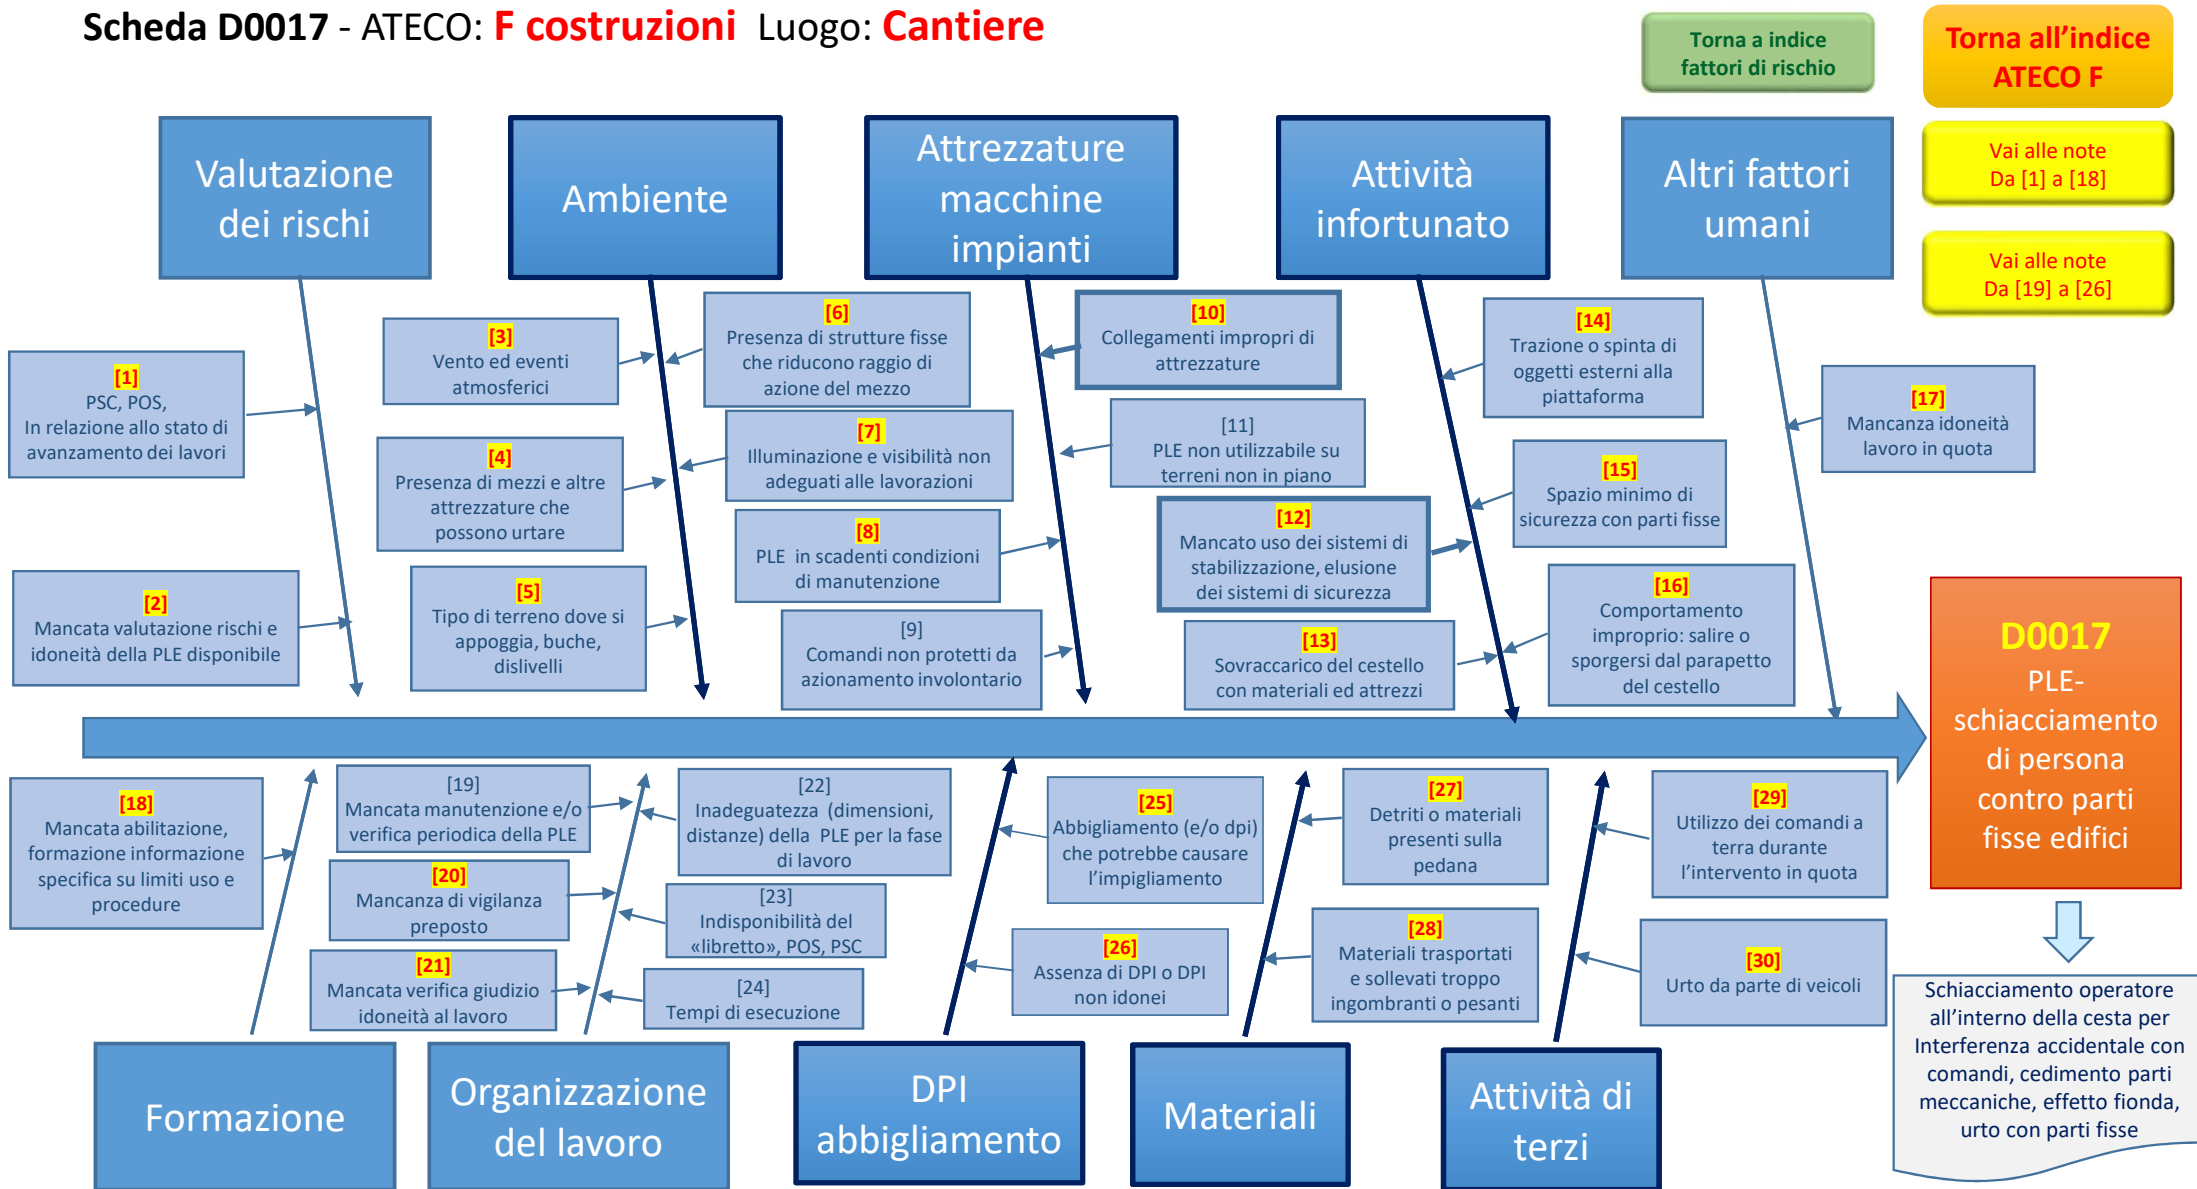 Scheda D0017 - ATECO: F costruzioni Luogo: Cantiere
Torna a indice
fattori di rischio
Torna all’indice
ATECO F
Vai alle note
Da [1] a [18]
Vai alle note
Da [19] a [26]
Valutazione
dei rischi
Ambiente
Attrezzature
macchine
impianti
Attività
infortunato
Altri fattori
umani
[1]
PSC, POS,
In relazione allo stato di
avanzamento dei lavori
[2]
Mancata valutazione rischi e
idoneità della PLE disponibile
[3]
Vento ed eventi
atmosferici
[4]
Presenza di mezzi e altre
attrezzature che
possono urtare
[5]
Tipo di terreno dove si
appoggia, buche,
dislivelli
[6]
Presenza di strutture fisse
che riducono raggio di
azione del mezzo
[7]
Illuminazione e visibilità non
adeguati alle lavorazioni
[8]
PLE in scadenti condizioni
di manutenzione
[9]
Comandi non protetti da
azionamento involontario
[10]
Collegamenti impropri di
attrezzature
[11]
PLE non utilizzabile su
terreni non in piano
[12]
Mancato uso dei sistemi di
stabilizzazione, elusione
dei sistemi di sicurezza
[13]
Sovraccarico del cestello
con materiali ed attrezzi
[14]
Trazione o spinta di
oggetti esterni alla
piattaforma
[15]
Spazio minimo di
sicurezza con parti fisse
[16]
Comportamento
improprio: salire o
sporgersi dal parapetto
del cestello
[17]
Mancanza idoneità
lavoro in quota
D0017
PLE-
schiacciamento
di persona
contro parti
fisse edifici
[18]
Mancata abilitazione,
formazione informazione
specifica su limiti uso e
procedure
[19]
Mancata manutenzione e/o
verifica periodica della PLE
[20]
Mancanza di vigilanza
preposto
[21]
Mancata verifica giudizio
idoneità al lavoro
[22]
Inadeguatezza (dimensioni,
distanze) della PLE per la fase
di lavoro
[23]
Indisponibilità del
«libretto», POS, PSC
[24]
Tempi di esecuzione
[25]
Abbigliamento (e/o dpi)
che potrebbe causare
l’impigliamento
[26]
Assenza di DPI o DPI
non idonei
[27]
Detriti o materiali
presenti sulla
pedana
[28]
Materiali trasportati
e sollevati troppo
ingombranti o pesanti
[29]
Utilizzo dei comandi a
terra durante
l’intervento in quota
[30]
Urto da parte di veicoli
Schiacciamento operatore
all’interno della cesta per
Interferenza accidentale con
comandi, cedimento parti
meccaniche, effetto fionda,
urto con parti fisse
Formazione
Organizzazione
del lavoro
DPI
abbigliamento
Materiali
Attività di
terzi